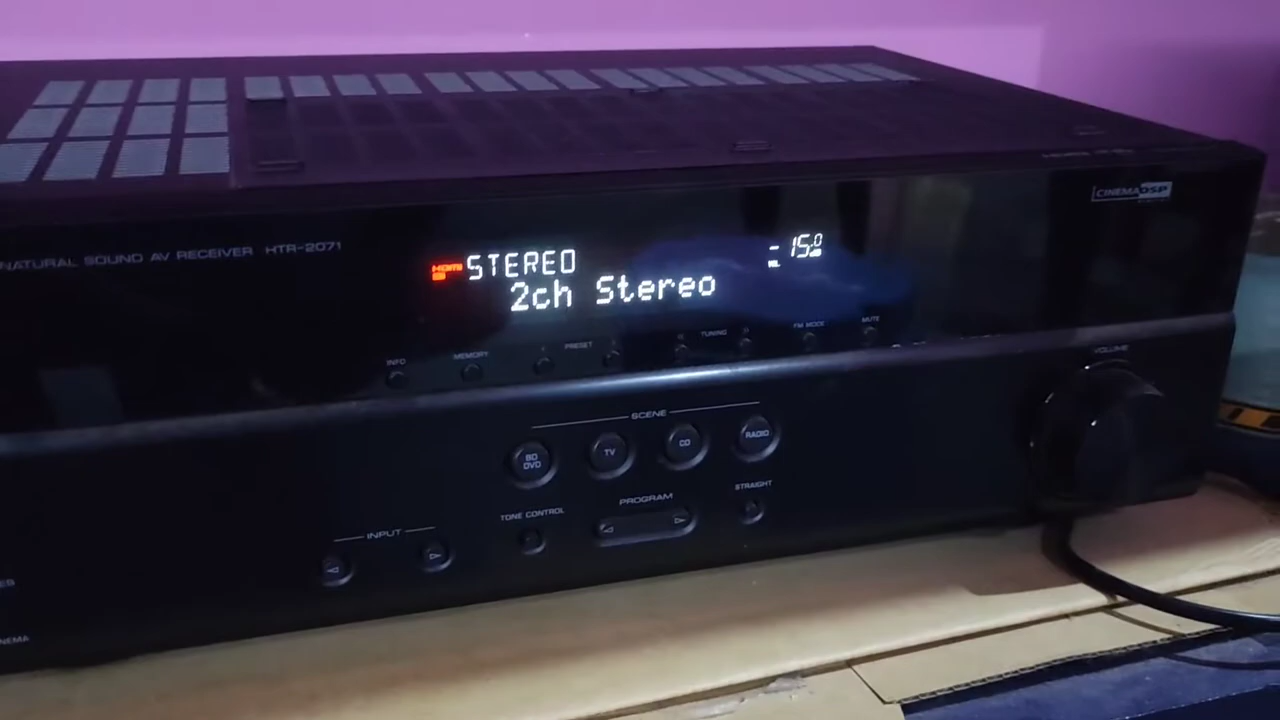 CINEMA DSP
NATURAL SOUND AV RECEIVER HTR-2071
HDMI STEREO
-15.0
VOL.
2ch Stereo
INFO
MEMORY
PRESET
TUNING
FM MODE
MUTE
VOLUME
SCENE
BD
DVD
TV
CD
RADIO
INPUT
TONE CONTROL
PROGRAM
STRAIGHT